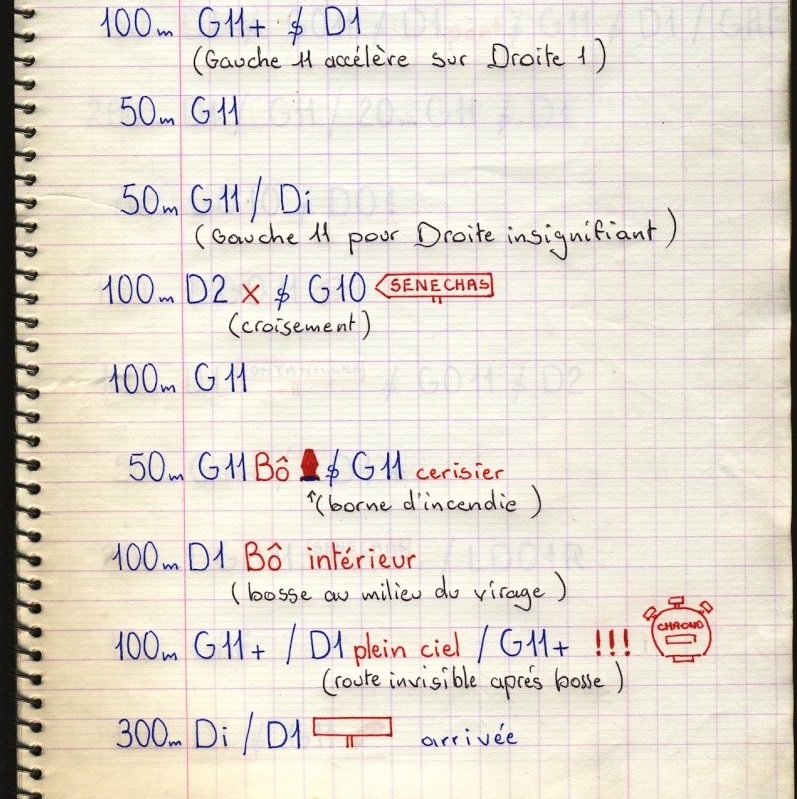 100m G11+ $ D1
(Gauche 11 accélère sur Droite 1)
50m G11
50m G11 / Di
(Gauche 11 pour Droite insignifiant)
100m D2 x $ G10 SENECHAS
(croisement)
100m G11
50m G11 Bô $ G11 cerisier
↑(borne d'incendie)
100m D1 Bô intérieur
(bosse au milieu du virage)
100m G11+ / D1 plein ciel / G11+ !!! CHRONO
(route invisible aprés bosse)
300m Di / D1 arrivée